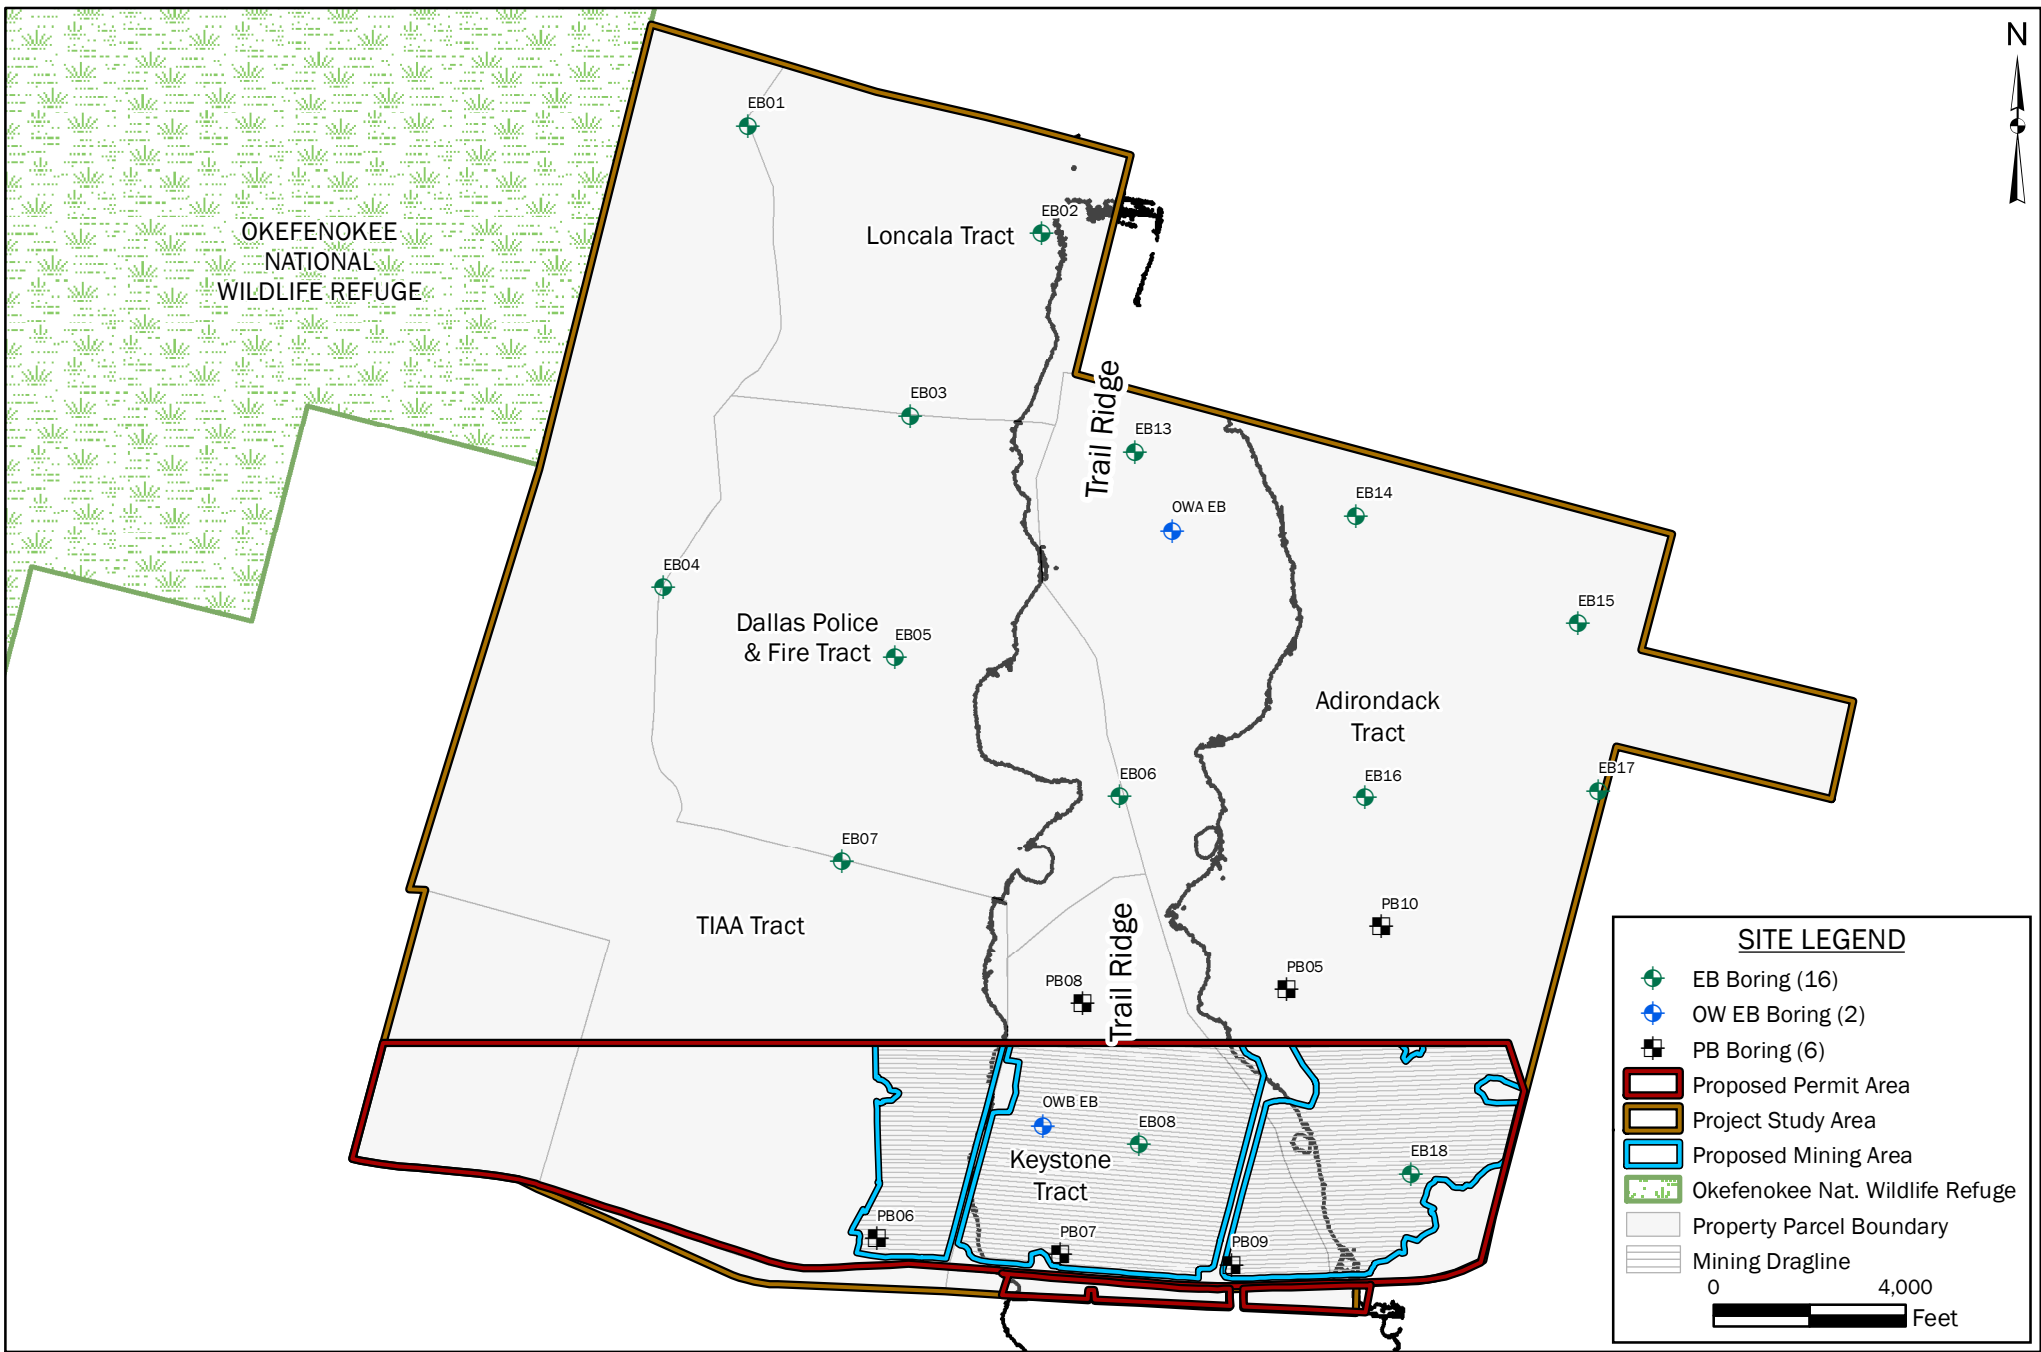 N
EB01
EB02
Loncala Tract
OKEFENOKEE
NATIONAL
WILDLIFE REFUGE
Trail Ridge
EB03
EB13
EB14
OWA EB
EB04
EB15
Dallas Police
& Fire Tract
EB05
Adirondack
Tract
EB06
EB16
EB17
EB07
TIAA Tract
PB10
Trail Ridge
PB08
PB05
OWB EB
EB08
Keystone
Tract
EB18
PB06
PB07
PB09
SITE LEGEND
EB Boring (16)
OW EB Boring (2)
PB Boring (6)
Proposed Permit Area
Project Study Area
Proposed Mining Area
Okefenokee Nat. Wildlife Refuge
Property Parcel Boundary
Mining Dragline
0 4,000
Feet